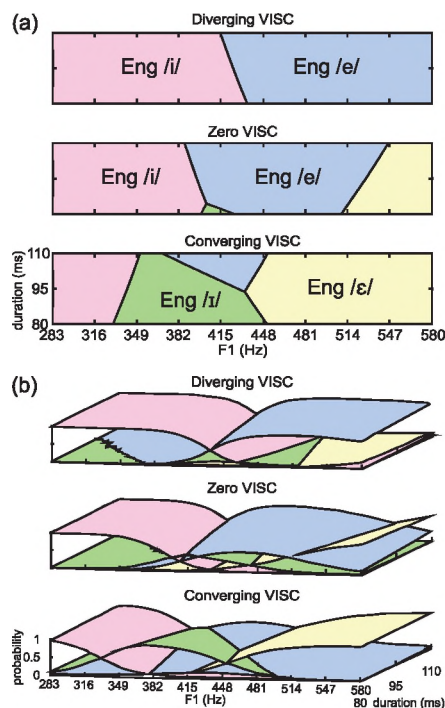 (a)
Diverging VISC
Eng /i/ Eng /e/
Zero VISC
Eng /i/ Eng /e/
Converging VISC
Eng /ɪ/ Eng /ɛ/
duration (ms)
110
95
80
283 316 349 382 415 448 481 514 547 580
F1 (Hz)
(b)
Diverging VISC
Zero VISC
Converging VISC
probability
1
0.5
0
283 316 349 382 415 448 481 514 547 580
F1 (Hz)
80 95 110
duration (ms)